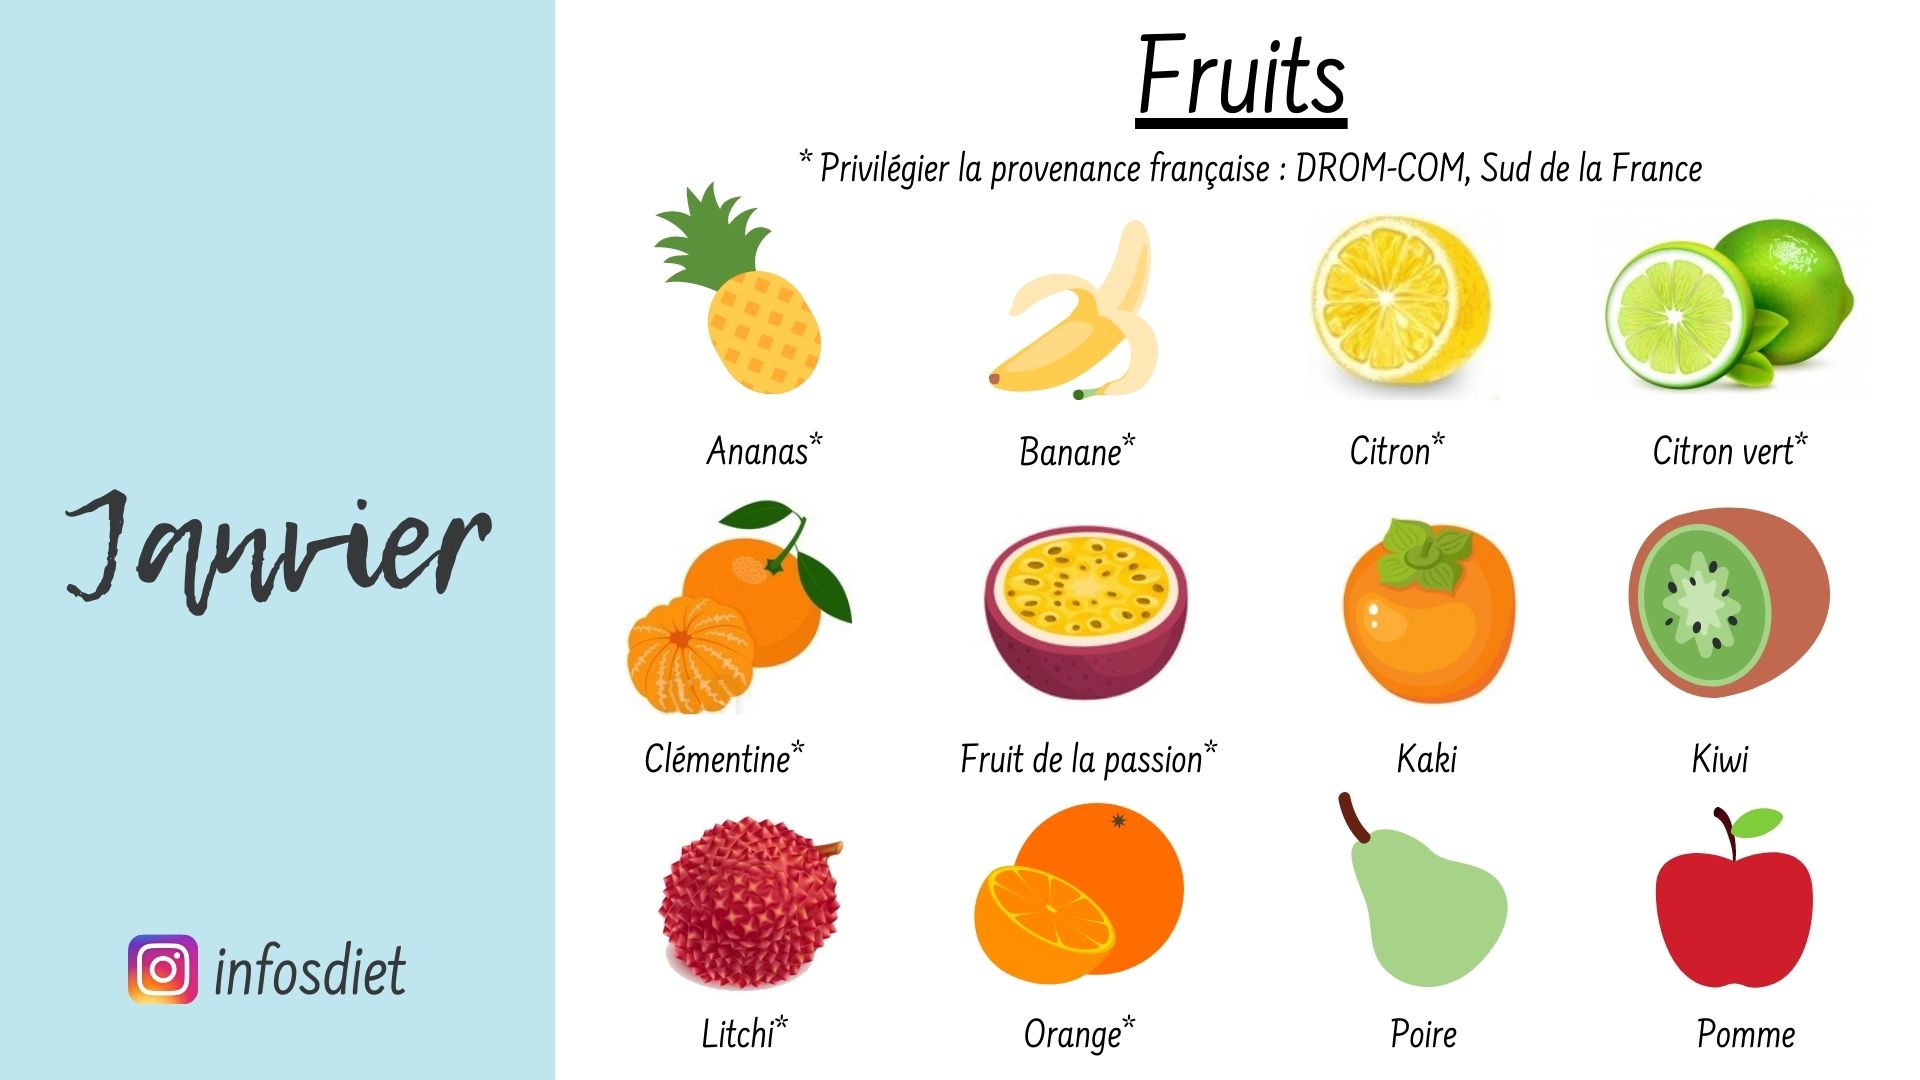 Fruits
* Privilégier la provenance française : DROM-COM, Sud de la France
Ananas*
Banane*
Citron*
Citron vert*
Janvier
Clémentine*
Fruit de la passion*
Kaki
Kiwi
infosdiet
Litchi*
Orange*
Poire
Pomme